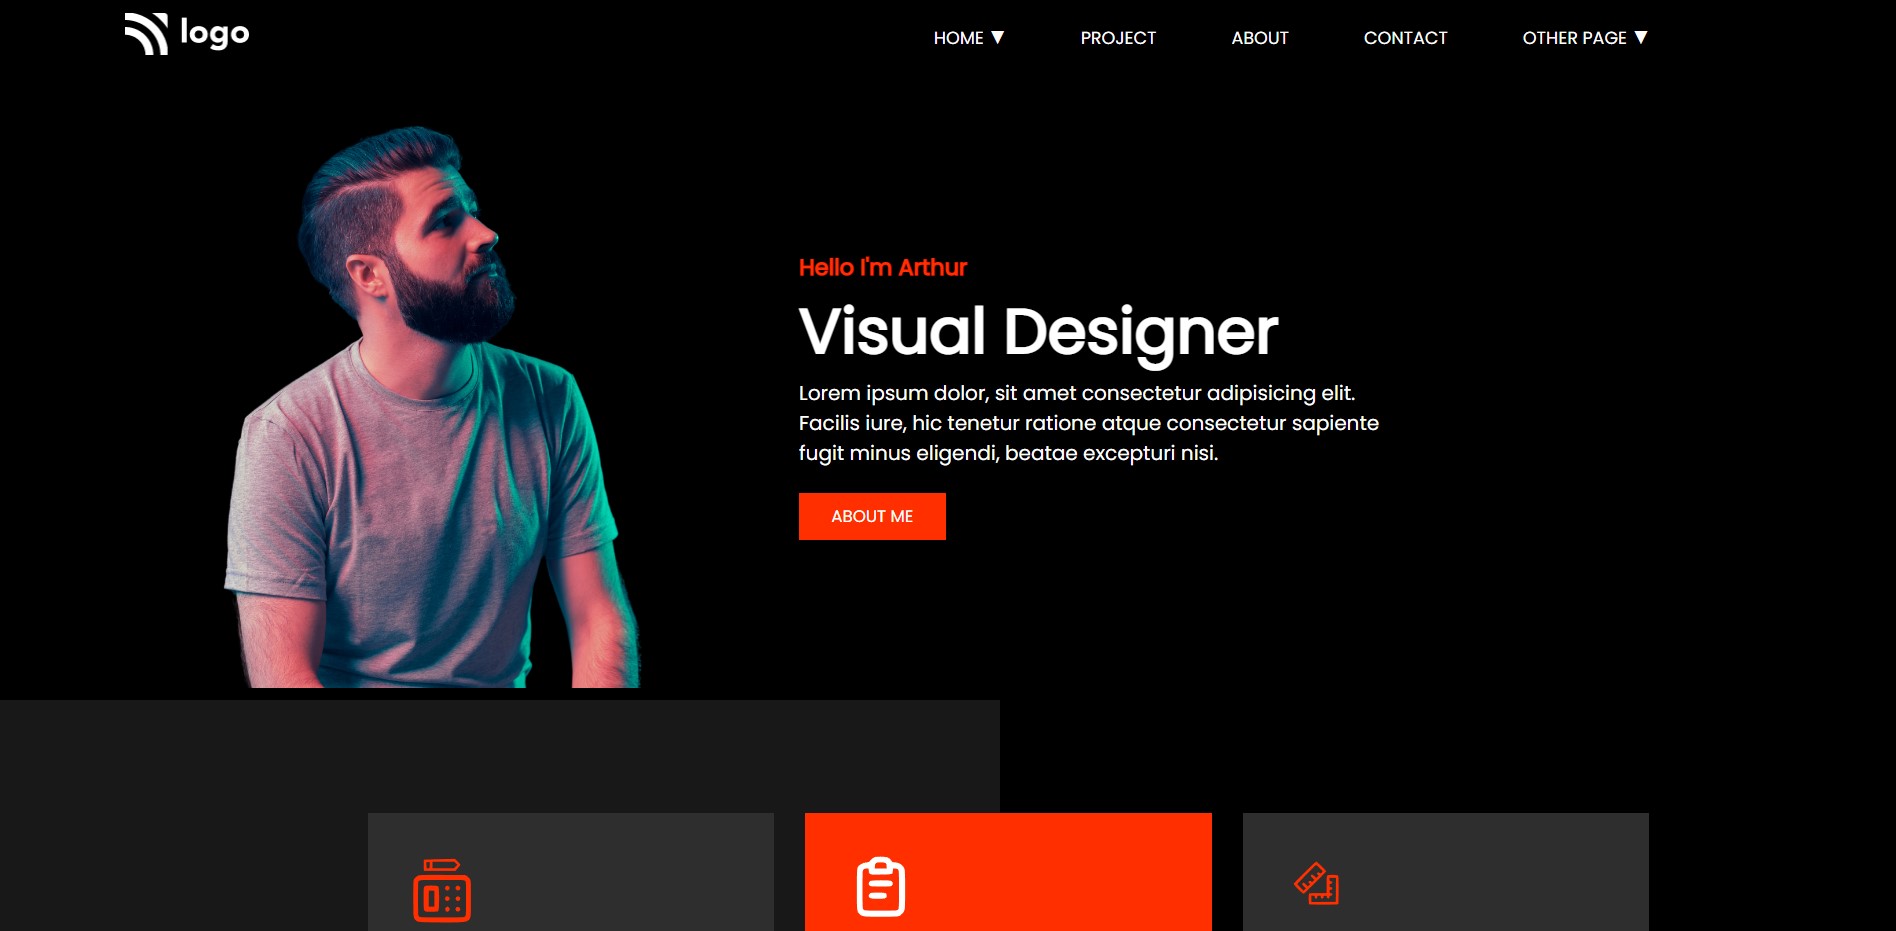 logo
HOME ▼ PROJECT ABOUT CONTACT OTHER PAGE ▼
Hello I'm Arthur
Visual Designer
Lorem ipsum dolor, sit amet consectetur adipisicing elit.
Facilis iure, hic tenetur ratione atque consectetur sapiente
fugit minus eligendi, beatae excepturi nisi.
ABOUT ME